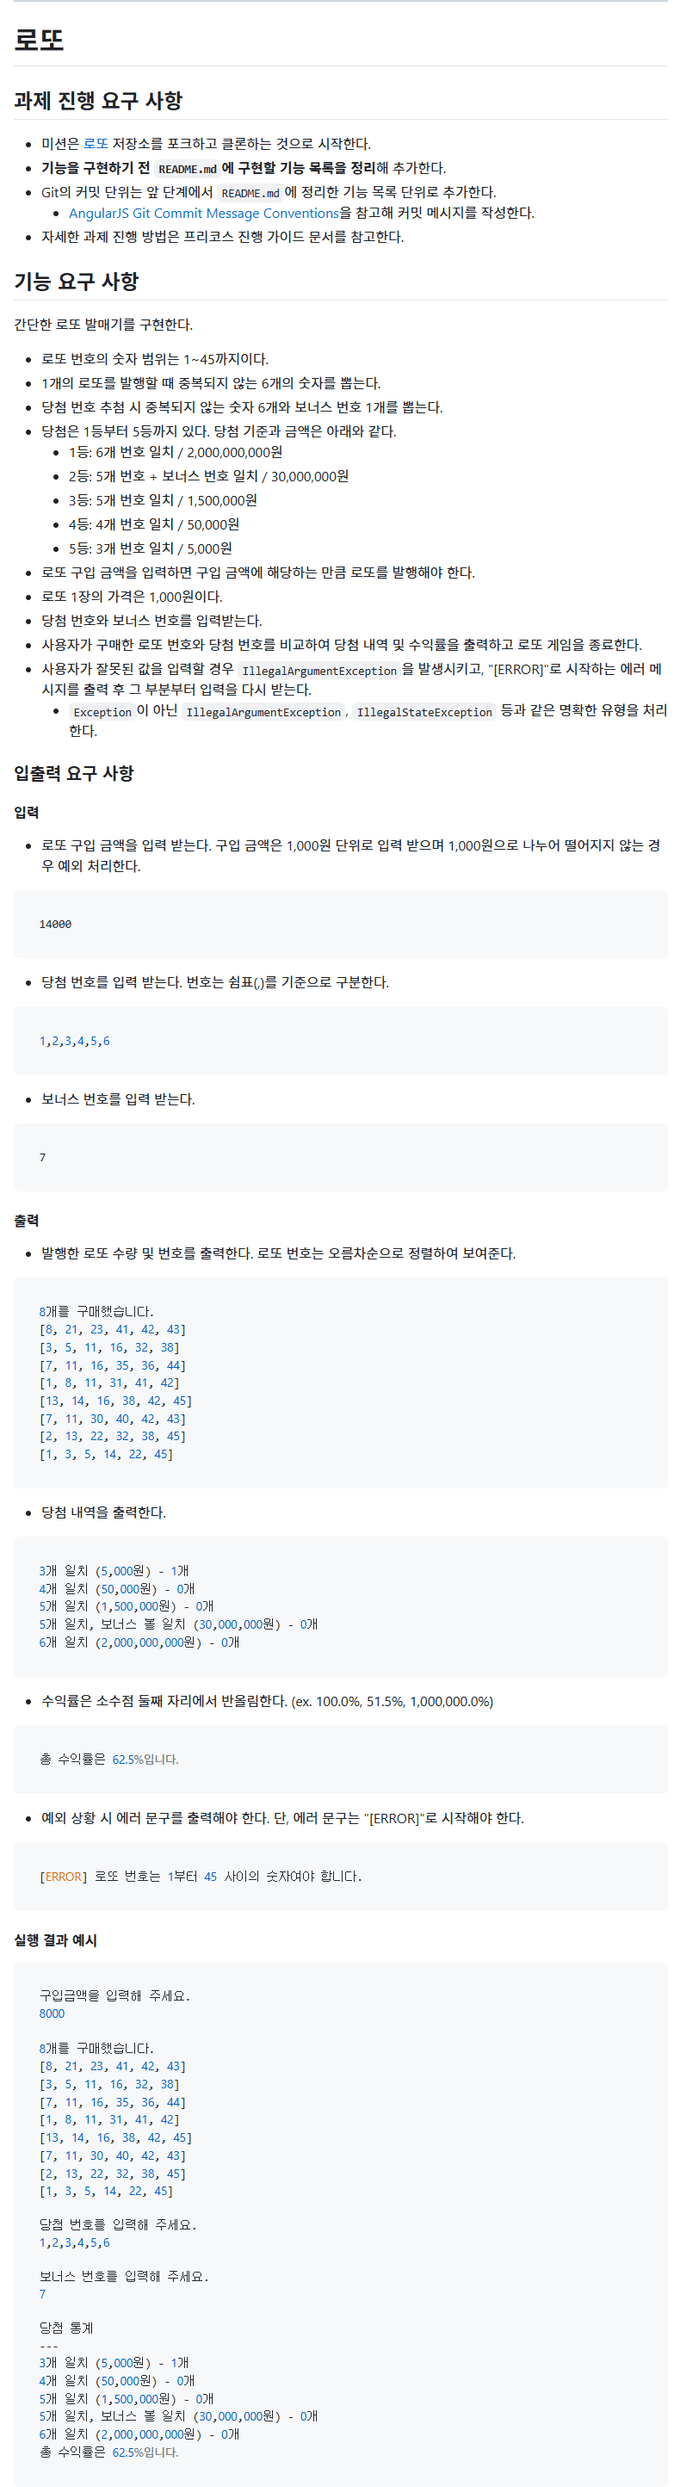 로또
과제 진행 요구 사항
미션은 로또 저장소를 포크하고 클론하는 것으로 시작한다.
기능을 구현하기 전 README.md에 구현할 기능 목록을 정리해 추가한다.
Git의 커밋 단위는 앞 단계에서 README.md에 정리한 기능 목록 단위로 추가한다.
AngularJS Git Commit Message Conventions을 참고해 커밋 메시지를 작성한다.
자세한 과제 진행 방법은 프리코스 진행 가이드 문서를 참고한다.
기능 요구 사항
간단한 로또 발매기를 구현한다.
로또 번호의 숫자 범위는 1~45까지이다.
1개의 로또를 발행할 때 중복되지 않는 6개의 숫자를 뽑는다.
당첨 번호 추첨 시 중복되지 않는 숫자 6개와 보너스 번호 1개를 뽑는다.
당첨은 1등부터 5등까지 있다. 당첨 기준과 금액은 아래와 같다.
1등: 6개 번호 일치 / 2,000,000,000원
2등: 5개 번호 + 보너스 번호 일치 / 30,000,000원
3등: 5개 번호 일치 / 1,500,000원
4등: 4개 번호 일치 / 50,000원
5등: 3개 번호 일치 / 5,000원
로또 구입 금액을 입력하면 구입 금액에 해당하는 만큼 로또를 발행해야 한다.
로또 1장의 가격은 1,000원이다.
당첨 번호와 보너스 번호를 입력받는다.
사용자가 구매한 로또 번호와 당첨 번호를 비교하여 당첨 내역 및 수익률을 출력하고 로또 게임을 종료한다.
사용자가 잘못된 값을 입력할 경우 IllegalArgumentException을 발생시키고, "[ERROR]"로 시작하는 에러 메
시지를 출력 후 그 부분부터 입력을 다시 받는다.
Exception이 아닌 IllegalArgumentException, IllegalStateException 등과 같은 명확한 유형을 처리
한다.
입출력 요구 사항
입력
로또 구입 금액을 입력 받는다. 구입 금액은 1,000원 단위로 입력 받으며 1,000원으로 나누어 떨어지지 않는 경
우 예외 처리한다.
14000
당첨 번호를 입력 받는다. 번호는 쉼표(,)를 기준으로 구분한다.
1,2,3,4,5,6
보너스 번호를 입력 받는다.
7
출력
발행한 로또 수량 및 번호를 출력한다. 로또 번호는 오름차순으로 정렬하여 보여준다.
8개를 구매했습니다.
[8, 21, 23, 41, 42, 43]
[3, 5, 11, 16, 32, 38]
[7, 11, 16, 35, 36, 44]
[1, 8, 11, 31, 41, 42]
[13, 14, 16, 38, 42, 45]
[7, 11, 30, 40, 42, 43]
[2, 13, 22, 32, 38, 45]
[1, 3, 5, 14, 22, 45]
당첨 내역을 출력한다.
3개 일치 (5,000원) - 1개
4개 일치 (50,000원) - 0개
5개 일치 (1,500,000원) - 0개
5개 일치, 보너스 볼 일치 (30,000,000원) - 0개
6개 일치 (2,000,000,000원) - 0개
수익률은 소수점 둘째 자리에서 반올림한다. (ex. 100.0%, 51.5%, 1,000,000.0%)
총 수익률은 62.5%입니다.
예외 상황 시 에러 문구를 출력해야 한다. 단, 에러 문구는 "[ERROR]"로 시작해야 한다.
[ERROR] 로또 번호는 1부터 45 사이의 숫자여야 합니다.
실행 결과 예시
구입금액을 입력해 주세요.
8000
8개를 구매했습니다.
[8, 21, 23, 41, 42, 43]
[3, 5, 11, 16, 32, 38]
[7, 11, 16, 35, 36, 44]
[1, 8, 11, 31, 41, 42]
[13, 14, 16, 38, 42, 45]
[7, 11, 30, 40, 42, 43]
[2, 13, 22, 32, 38, 45]
[1, 3, 5, 14, 22, 45]
당첨 번호를 입력해 주세요.
1,2,3,4,5,6
보너스 번호를 입력해 주세요.
7
당첨 통계
---
3개 일치 (5,000원) - 1개
4개 일치 (50,000원) - 0개
5개 일치 (1,500,000원) - 0개
5개 일치, 보너스 볼 일치 (30,000,000원) - 0개
6개 일치 (2,000,000,000원) - 0개
총 수익률은 62.5%입니다.